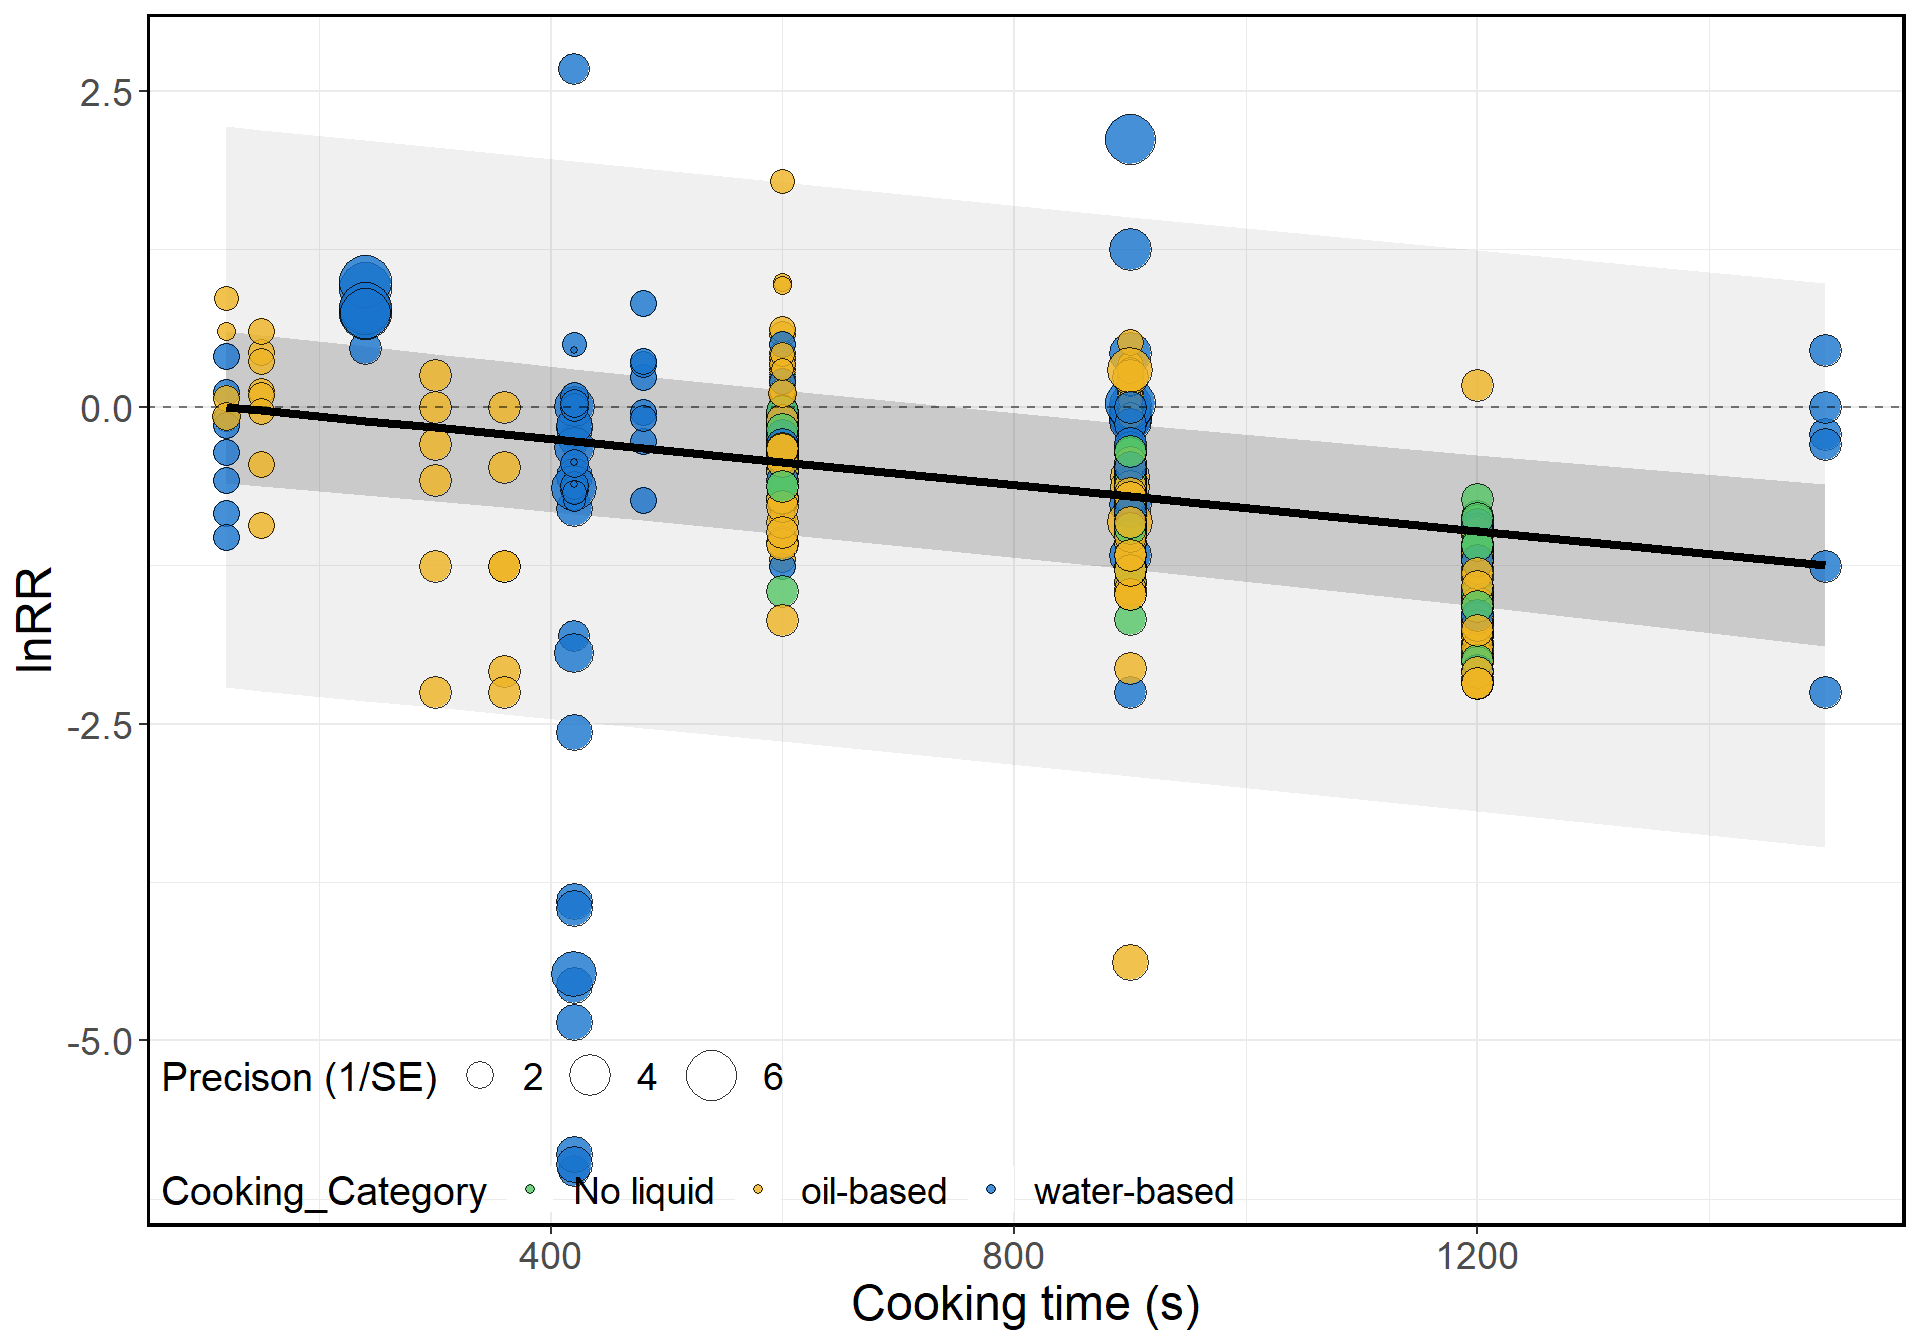 2.5
0.0
-2.5
-5.0
lnRR
Precison (1/SE) 2 4 6
Cooking_Category No liquid oil-based water-based
400 800 1200
Cooking time (s)